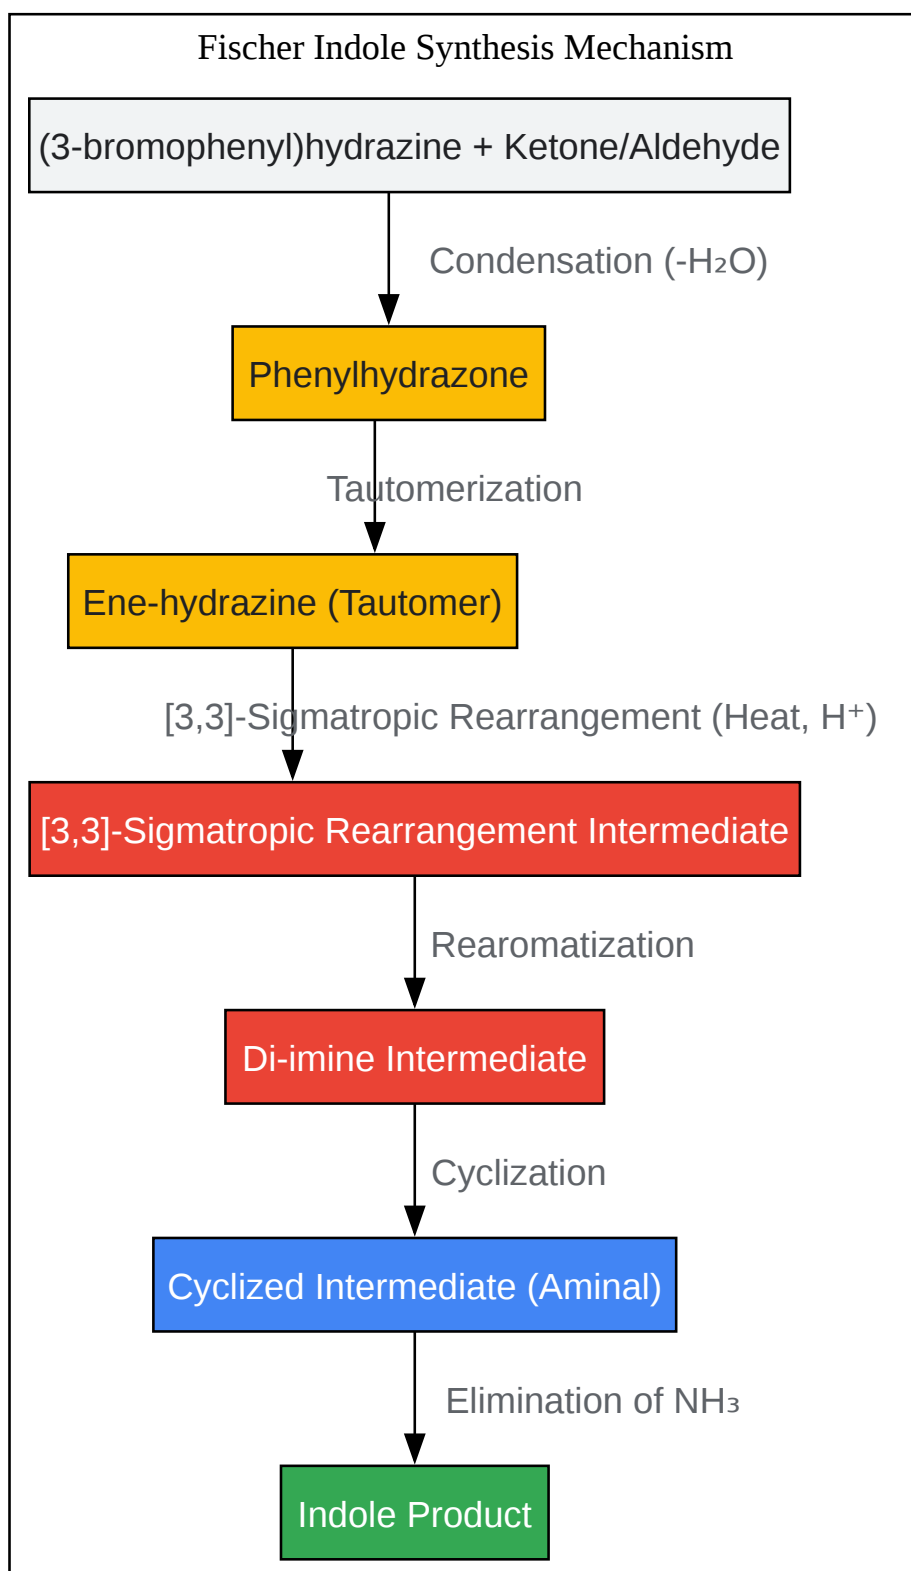 Fischer Indole Synthesis Mechanism
(3-bromophenyl)hydrazine + Ketone/Aldehyde
Condensation (-H₂O)
Phenylhydrazone
Tautomerization
Ene-hydrazine (Tautomer)
[3,3]-Sigmatropic Rearrangement (Heat, H⁺)
[3,3]-Sigmatropic Rearrangement Intermediate
Rearomatization
Di-imine Intermediate
Cyclization
Cyclized Intermediate (Aminal)
Elimination of NH₃
Indole Product